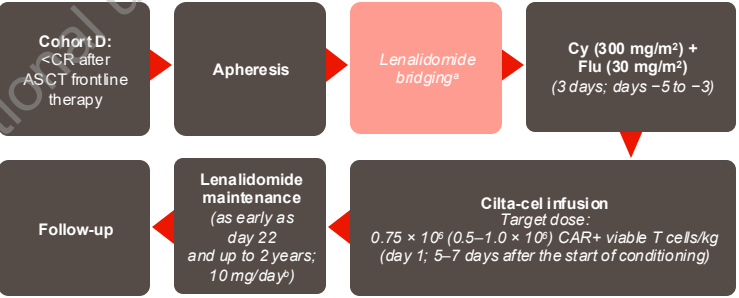 Cohort D:
<CR after
ASCT frontline
therapy
Apheresis
Lenalidomide
bridgingᵃ
Cy (300 mg/m²) +
Flu (30 mg/m²)
(3 days; days −5 to −3)
Cilta-cel infusion
Target dose:
0.75 × 10⁶ (0.5–1.0 × 10⁶) CAR+ viable T cells/kg
(day 1; 5–7 days after the start of conditioning)
Lenalidomide
maintenance
(as early as
day 22
and up to 2 years;
10 mg/dayᵇ)
Follow-up